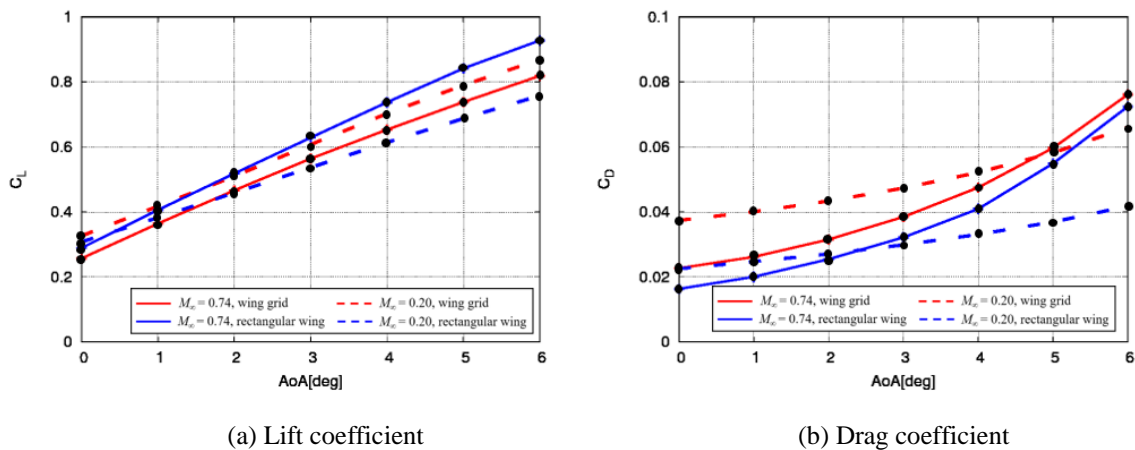 1
0.8
0.6
0.4
0.2
0
C_L
0 1 2 3 4 5 6
AoA[deg]
M∞ = 0.74, wing grid
M∞ = 0.20, wing grid
M∞ = 0.74, rectangular wing
M∞ = 0.20, rectangular wing
(a) Lift coefficient
0.1
0.08
0.06
0.04
0.02
0
C_D
0 1 2 3 4 5 6
AoA[deg]
M∞ = 0.74, wing grid
M∞ = 0.20, wing grid
M∞ = 0.74, rectangular wing
M∞ = 0.20, rectangular wing
(b) Drag coefficient